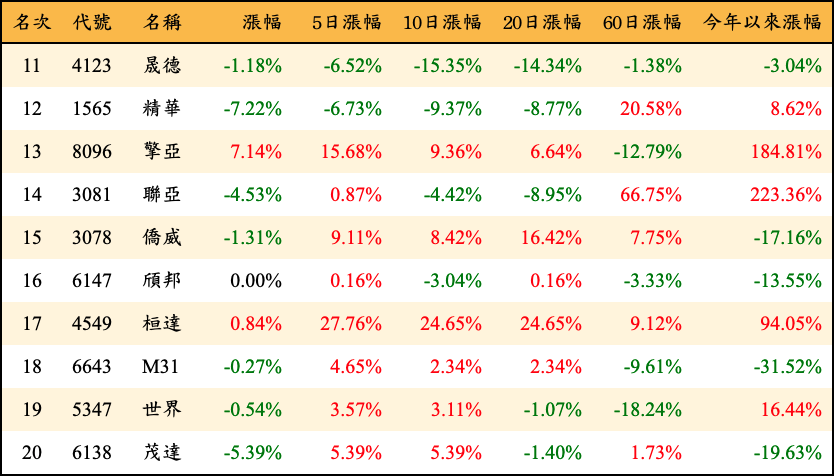 名次 代號 名稱 漲幅 5日漲幅 10日漲幅 20日漲幅 60日漲幅 今年以來漲幅
11 4123 晟德 -1.18% -6.52% -15.35% -14.34% -1.38% -3.04%
12 1565 精華 -7.22% -6.73% -9.37% -8.77% 20.58% 8.62%
13 8096 擎亞 7.14% 15.68% 9.36% 6.64% -12.79% 184.81%
14 3081 聯亞 -4.53% 0.87% -4.42% -8.95% 66.75% 223.36%
15 3078 僑威 -1.31% 9.11% 8.42% 16.42% 7.75% -17.16%
16 6147 頎邦 0.00% 0.16% -3.04% 0.16% -3.33% -13.55%
17 4549 桓達 0.84% 27.76% 24.65% 24.65% 9.12% 94.05%
18 6643 M31 -0.27% 4.65% 2.34% 2.34% -9.61% -31.52%
19 5347 世界 -0.54% 3.57% 3.11% -1.07% -18.24% 16.44%
20 6138 茂達 -5.39% 5.39% 5.39% -1.40% 1.73% -19.63%